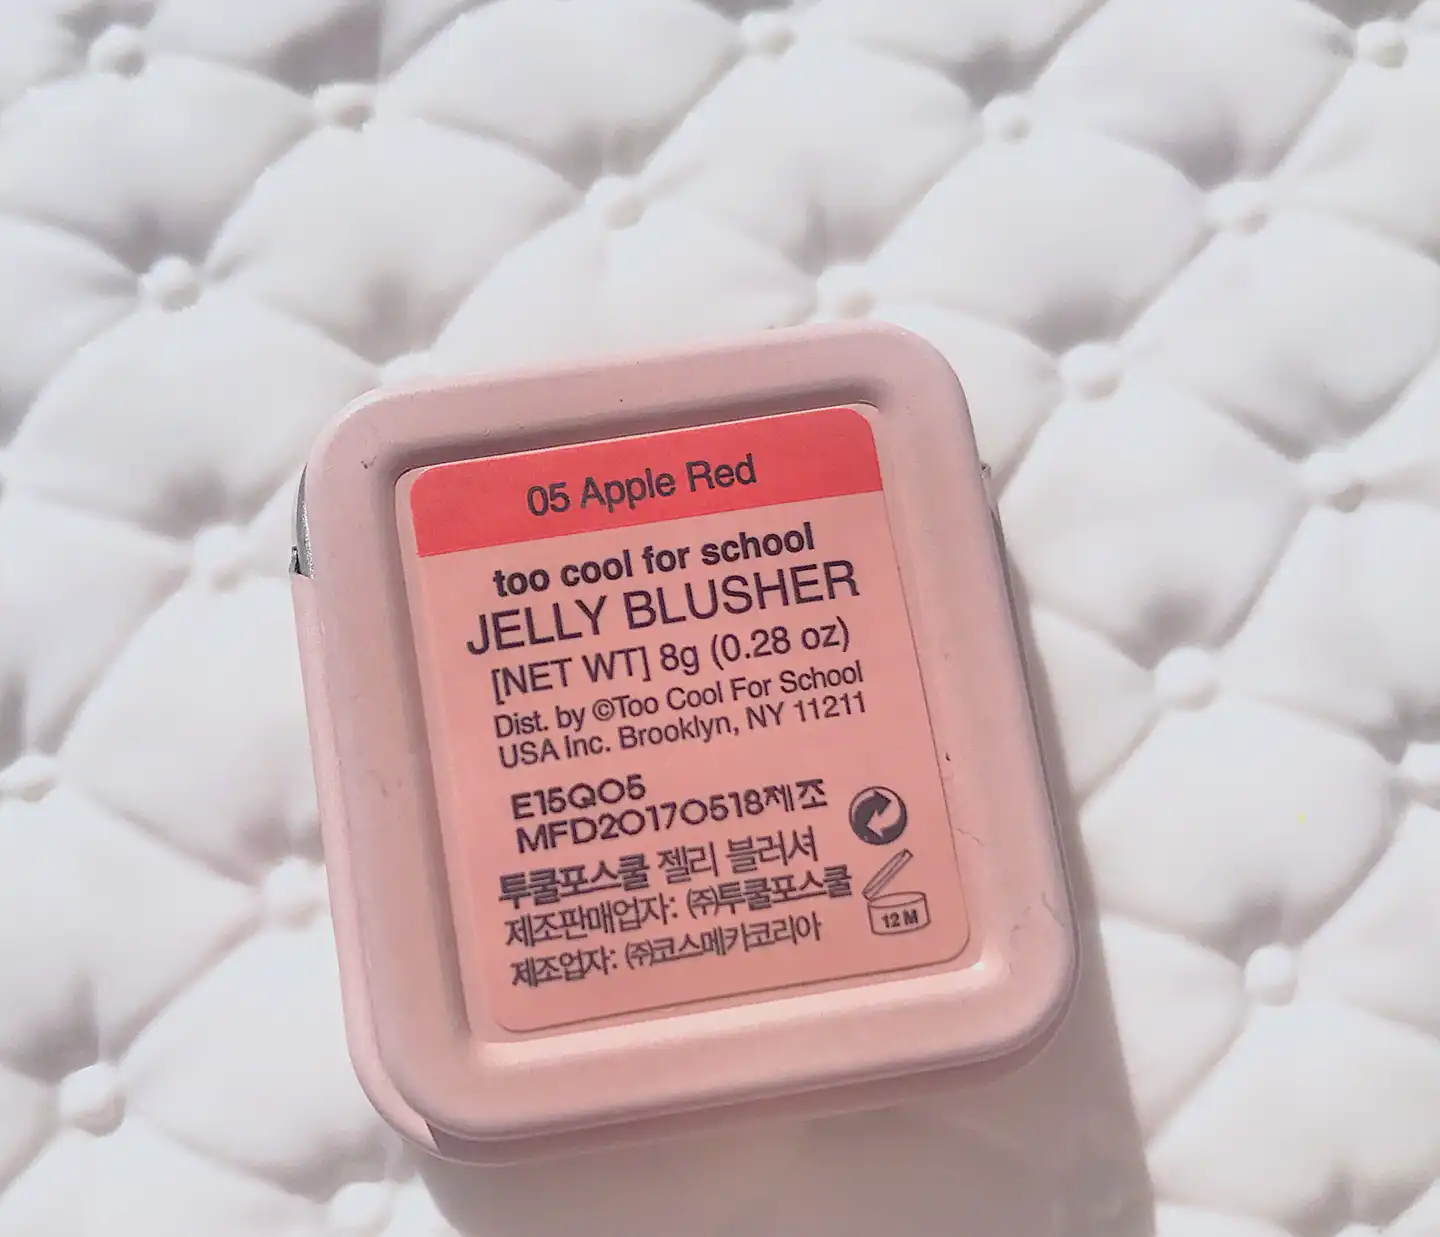 05 Apple Red
too cool for school
JELLY BLUSHER
[NET WT] 8g (0.28 oz)
Dist. by ©Too Cool For School
USA Inc. Brooklyn, NY 11211
E15Q05
MFD20170518제조
투쿨포스쿨 젤리 블러셔
제조판매업자: ㈜투쿨포스쿨
제조업자: ㈜코스메카코리아
12 M